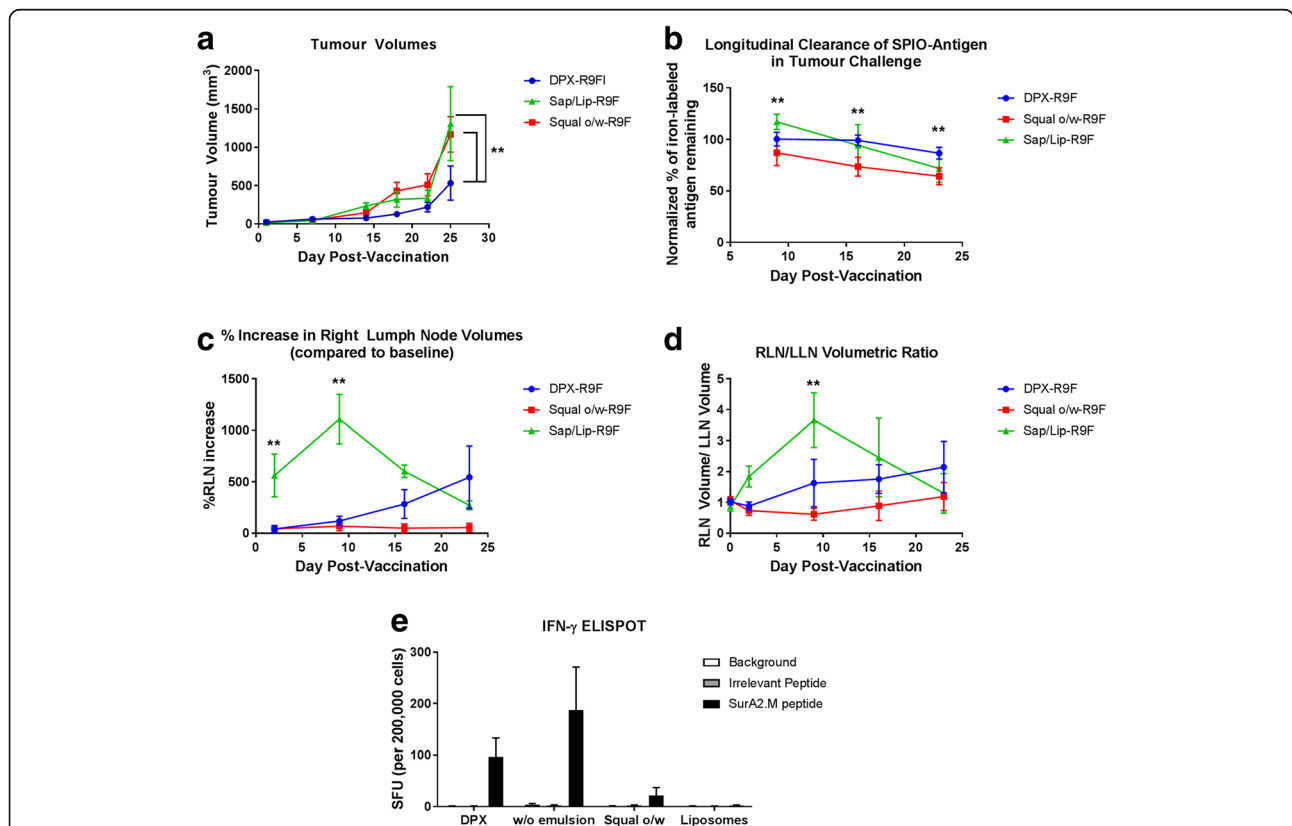 a
Tumour Volumes
2000
1500
1000
500
0
0 5 10 15 20 25 30
Tumour Volume (mm3)
Day Post-Vaccination
DPX-R9FI
Sap/Lip-R9F
Squal o/w-R9F
**
b
Longitudinal Clearance of SPIO-Antigen
in Tumour Challenge
150
100
50
0
5 10 15 20 25
Normalized % of iron-labeled
antigen remaining
Day Post-Vaccination
** ** **
DPX-R9F
Squal o/w-R9F
Sap/Lip-R9F
c
% Increase in Right Lumph Node Volumes
(compared to baseline)
1500
1000
500
0
0 5 10 15 20 25
%RLN increase
Day Post-Vaccination
** **
DPX-R9F
Squal o/w-R9F
Sap/Lip-R9F
d
RLN/LLN Volumetric Ratio
5
4
3
2
1
0
0 5 10 15 20 25
RLN Volume/ LLN Volume
Day Post-Vaccination
**
DPX-R9F
Squal o/w-R9F
Sap/Lip-R9F
e
IFN-γ ELISPOT
300
200
100
0
SFU (per 200,000 cells)
DPX w/o emulsion Squal o/w Liposomes
Background
Irrelevant Peptide
SurA2.M peptide